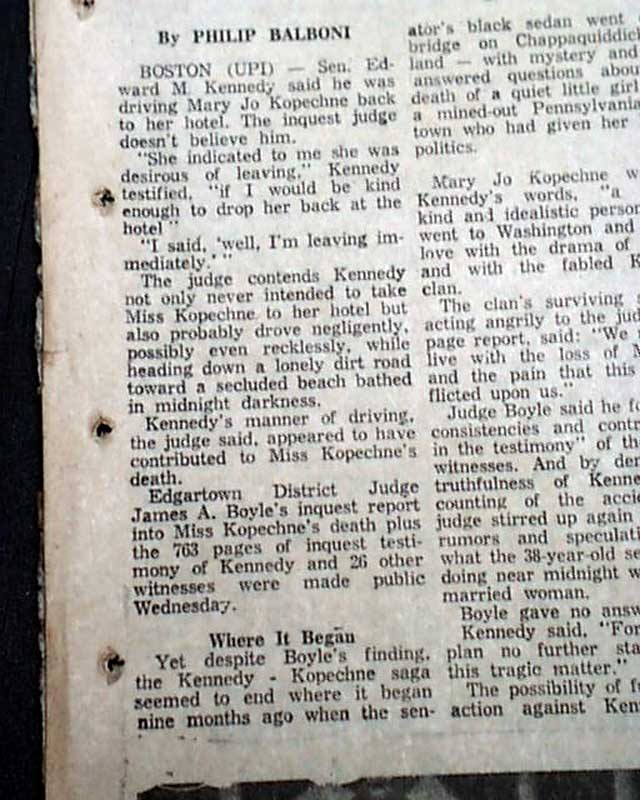 By PHILIP BALBONI
BOSTON (UPI) — Sen. Ed-
ward M. Kennedy said he was
driving Mary Jo Kopechne back
to her hotel. The inquest judge
doesn't believe him.
"She indicated to me she was
desirous of leaving," Kennedy
testified, "if I would be kind
enough to drop her back at the
hotel"
"I said, 'well, I'm leaving im-
mediately.' "
The judge contends Kennedy
not only never intended to take
Miss Kopechne to her hotel but
also probably drove negligently,
possibly even recklessly, while
heading down a lonely dirt road
toward a secluded beach bathed
in midnight darkness.
Kennedy's manner of driving,
the judge said, appeared to have
contributed to Miss Kopechne's
death.
Edgartown District Judge
James A. Boyle's inquest report
into Miss Kopechne's death plus
the 763 pages of inquest testi-
mony of Kennedy and 26 other
witnesses were made public
Wednesday.
Where It Began
Yet despite Boyle's finding,
the Kennedy - Kopechne saga
seemed to end where it began
nine months ago when the sen-
ator's black sedan went
bridge on Chappaquiddick
land — with mystery and
answered questions about
death of a quiet little girl
a mined-out Pennsylvania
town who had given her
politics.
Mary Jo Kopechne w
Kennedy's words, "a
kind and idealistic person
went to Washington and
love with the drama of
and with the fabled K
clan.
The clan's surviving
acting angrily to the jud
page report, said: "We
live with the loss of M
and the pain that this
flicted upon us."
Judge Boyle said he fo
consistencies and contr
in the testimony" of th
witnesses. And by den
truthfulness of Kenne
counting of the accid
judge stirred up again
rumors and speculati
what the 38-year-old se
doing near midnight w
married woman.
Boyle gave no answ
Kennedy said, "For
plan no further sta
this tragic matter."
The possibility of f
action against Ken